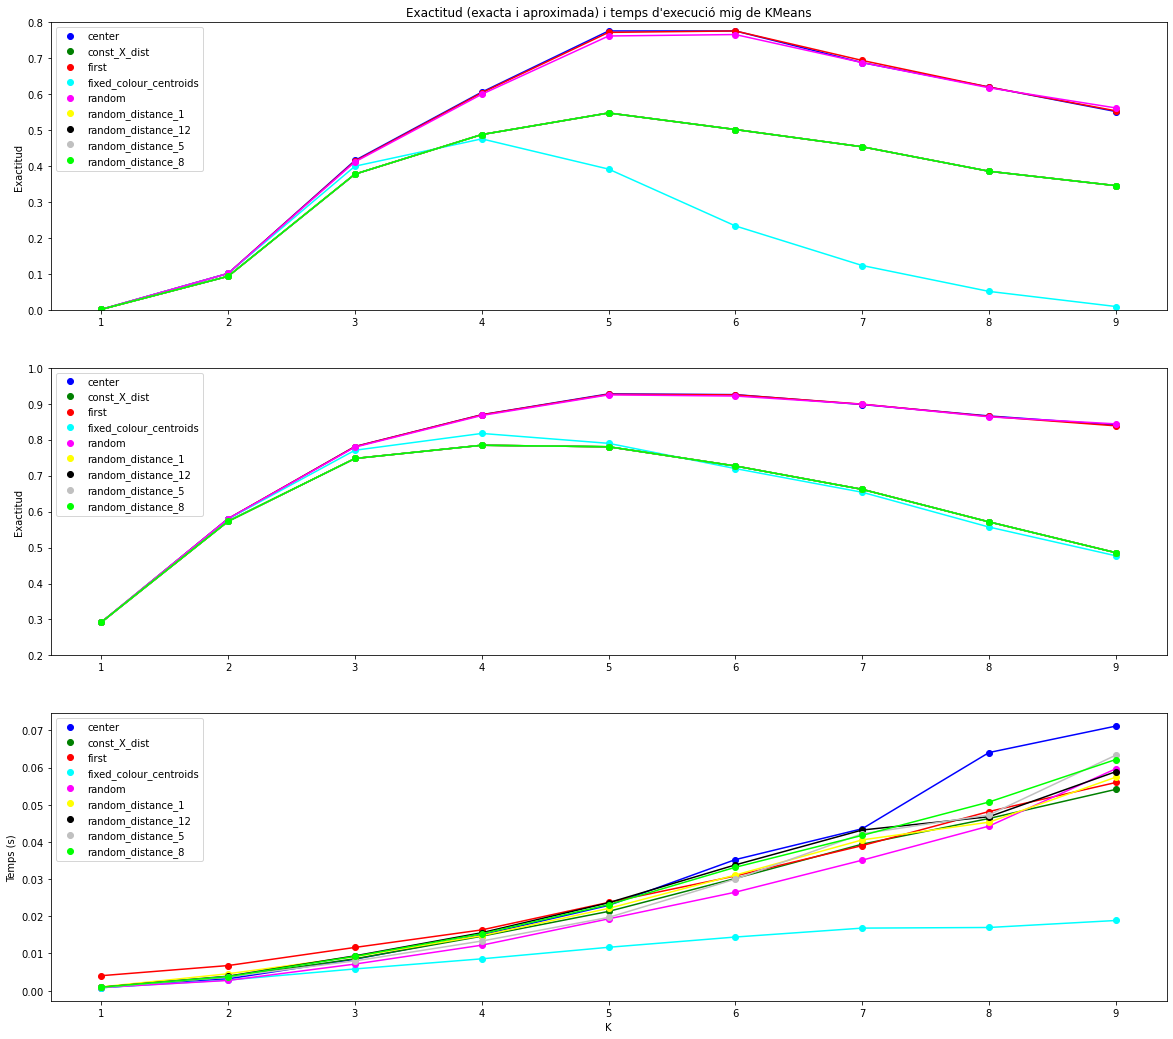 Exactitud (exacta i aproximada) i temps d'execució mig de KMeans
0.8
0.7
0.6
0.5
0.4
0.3
0.2
0.1
0.0
Exactitud
center
const_X_dist
first
fixed_colour_centroids
random
random_distance_1
random_distance_12
random_distance_5
random_distance_8
1 2 3 4 5 6 7 8 9
1.0
0.9
0.8
0.7
0.6
0.5
0.4
0.3
0.2
Exactitud
center
const_X_dist
first
fixed_colour_centroids
random
random_distance_1
random_distance_12
random_distance_5
random_distance_8
1 2 3 4 5 6 7 8 9
0.07
0.06
0.05
0.04
0.03
0.02
0.01
0.00
Temps (s)
center
const_X_dist
first
fixed_colour_centroids
random
random_distance_1
random_distance_12
random_distance_5
random_distance_8
1 2 3 4 5 6 7 8 9
K